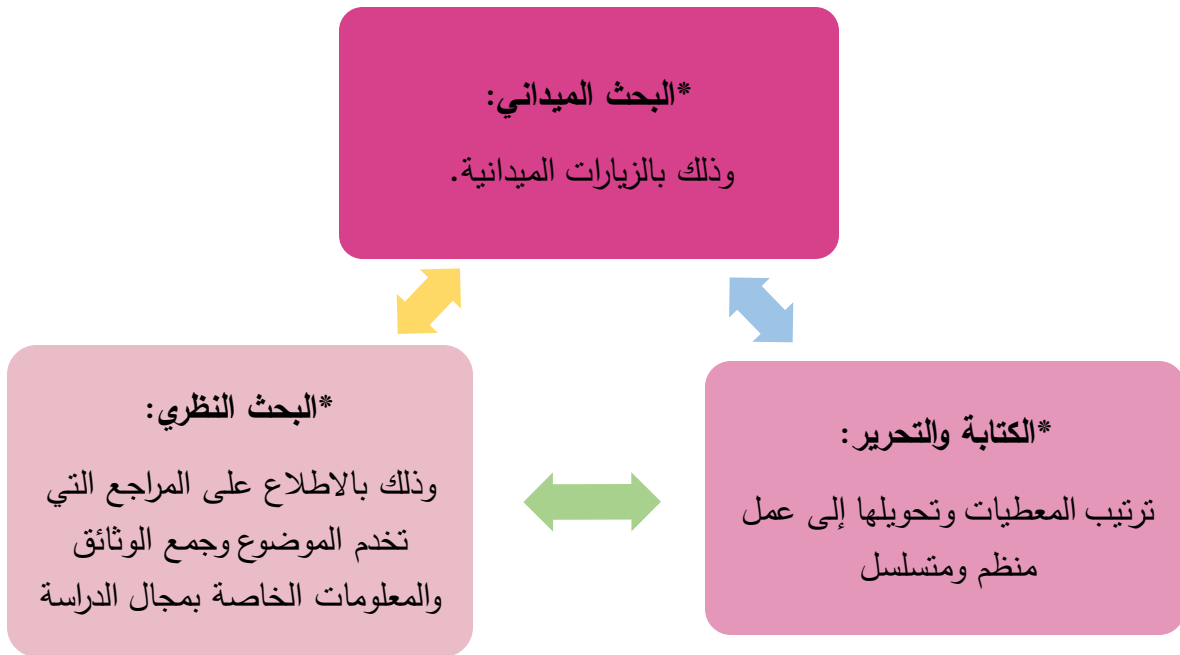 *البحث الميداني:
وذلك بالزيارات الميدانية.
*الكتابة والتحرير:
ترتيب المعطيات وتحويلها إلى عمل
منظم ومتسلسل
*البحث النظري:
وذلك بالاطلاع على المراجع التي
تخدم الموضوع وجمع الوثائق
والمعلومات الخاصة بمجال الدراسة